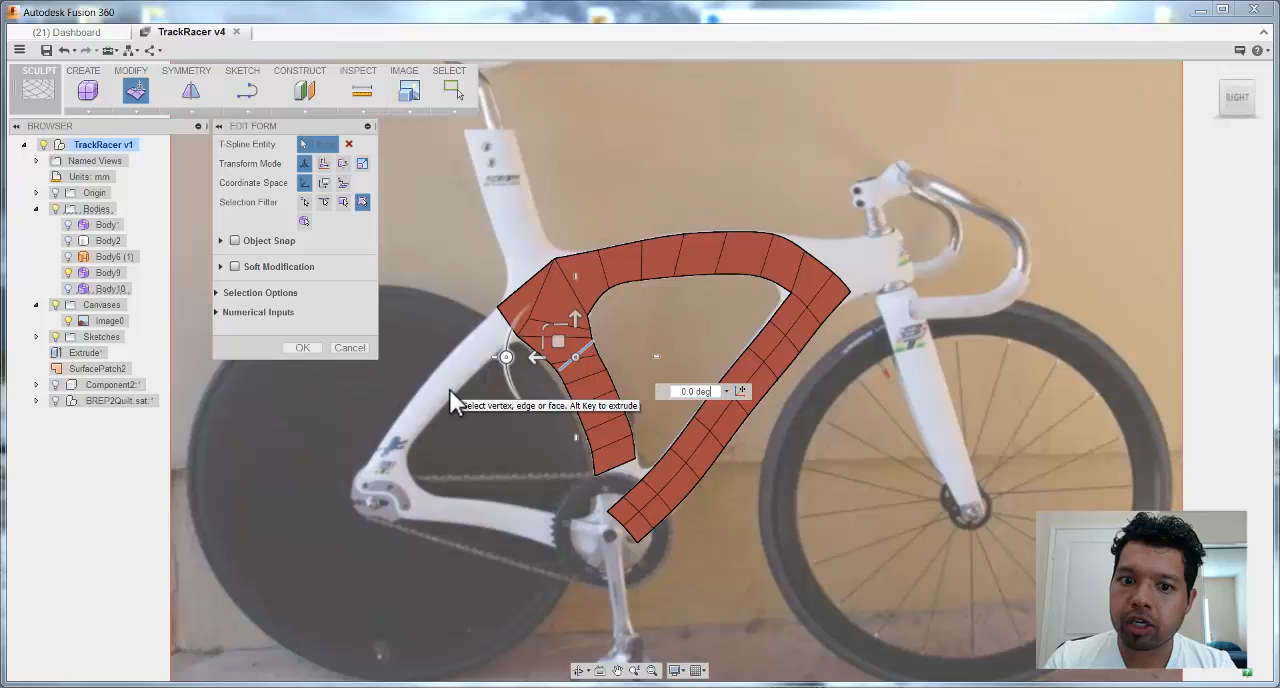 Autodesk Fusion 360
(21) Dashboard
TrackRacer v4
SCULPT CREATE MODIFY SYMMETRY SKETCH CONSTRUCT INSPECT IMAGE SELECT
BROWSER
TrackRacer v1
Named Views
Units: mm
Origin
Bodies
Body
Body2
Body6 (1)
Body9
Body10
Canvases
Image0
Sketches
Extrude
SurfacePatch2
Component2:
BREP2Quilt.sat:
EDIT FORM
T-Spline Entity
Transform Mode
Coordinate Space
Selection Filter
Object Snap
Soft Modification
Selection Options
Numerical Inputs
OK Cancel
RIGHT
0.0 deg
Select vertex, edge or face. Alt Key to extrude